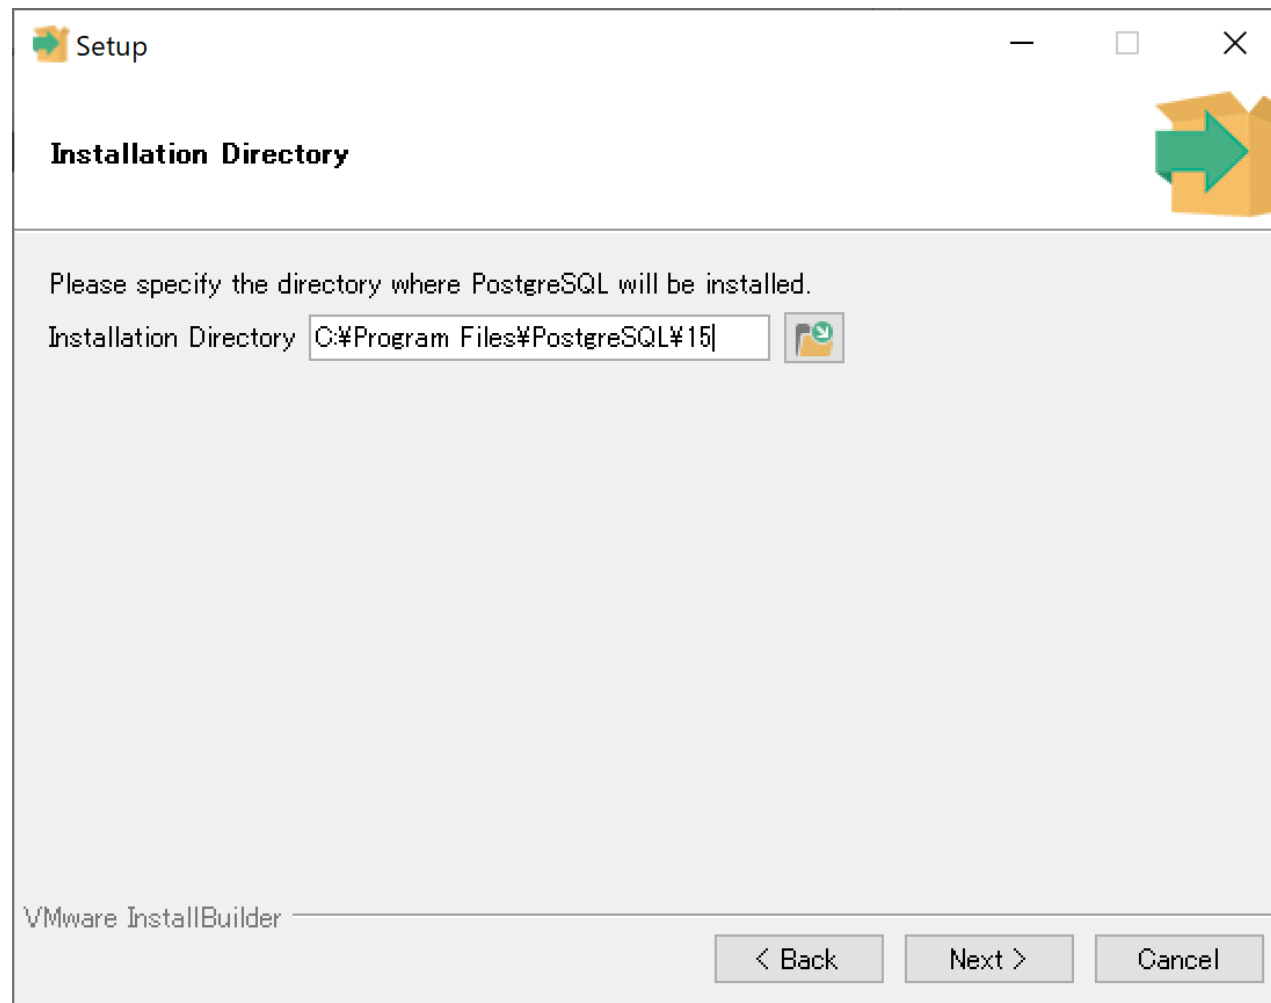 Setup
Installation Directory
Please specify the directory where PostgreSQL will be installed.
Installation Directory C:¥Program Files¥PostgreSQL¥15
VMware InstallBuilder
< Back Next > Cancel